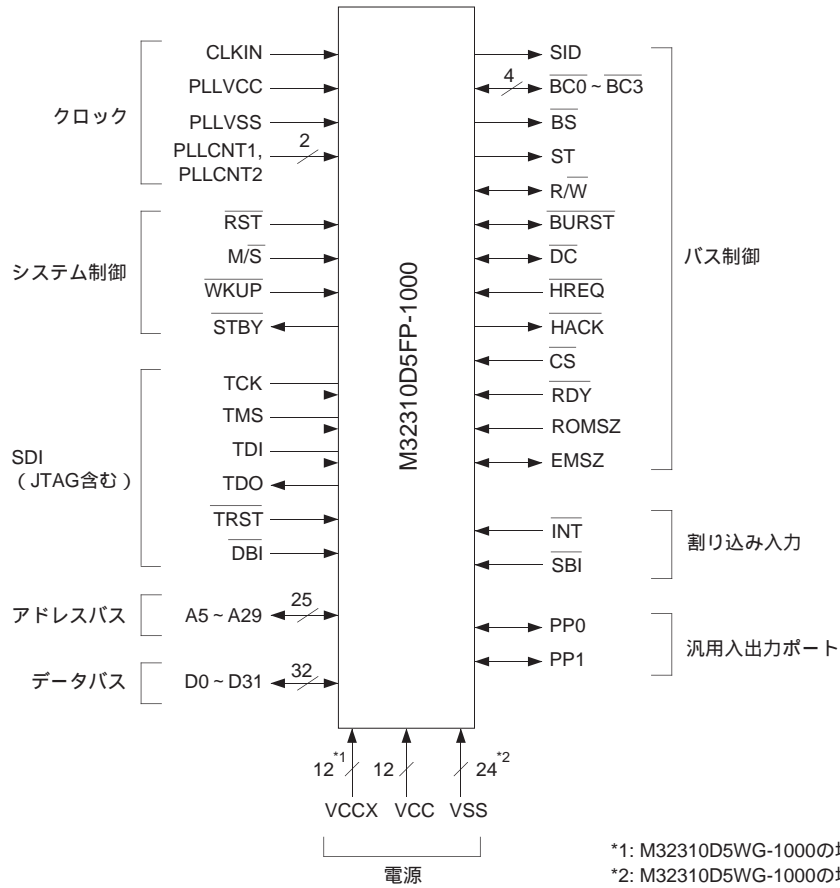 クロック
CLKIN
PLLVCC
PLLVSS
PLLCNT1,
PLLCNT2
2
システム制御
RST
M/S
WKUP
STBY
SDI
(JTAG含む)
TCK
TMS
TDI
TDO
TRST
DBI
アドレスバス
A5 ~ A29
25
データバス
D0 ~ D31
32
M32310D5FP-1000
SID
4
BC0 ~ BC3
BS
ST
R/W
BURST
DC
HREQ
HACK
CS
RDY
ROMSZ
EMSZ
バス制御
INT
SBI
割り込み入力
PP0
PP1
汎用入出力ポート
12*1
12
24*2
VCCX
VCC
VSS
電源
*1: M32310D5WG-1000の
*2: M32310D5WG-1000の